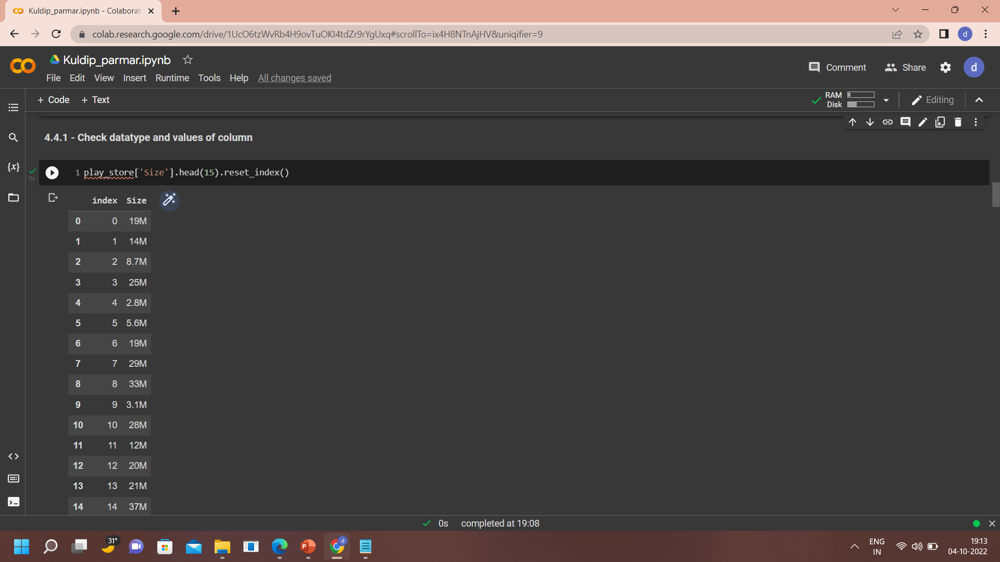 Kuldip_parmar.ipynb - Colaborat
colab.research.google.com/drive/1UcO6tzWvRb4H9ovTuOKI4tdZr9rYgUxq#scrollTo=ix4H8NTnAjHV&uniqifier=9
d
Kuldip_parmar.ipynb
Comment
Share
d
File Edit View Insert Runtime Tools Help All changes saved
+ Code + Text
RAM
Disk
Editing
4.4.1 - Check datatype and values of column
{x}
0s
1 play_store['Size'].head(15).reset_index()
index Size
0 0 19M
1 1 14M
2 2 8.7M
3 3 25M
4 4 2.8M
5 5 5.6M
6 6 19M
7 7 29M
8 8 33M
9 9 3.1M
10 10 28M
11 11 12M
12 12 20M
13 13 21M
14 14 37M
0s completed at 19:08
31°
P
d
ENG
IN
19:13
04-10-2022